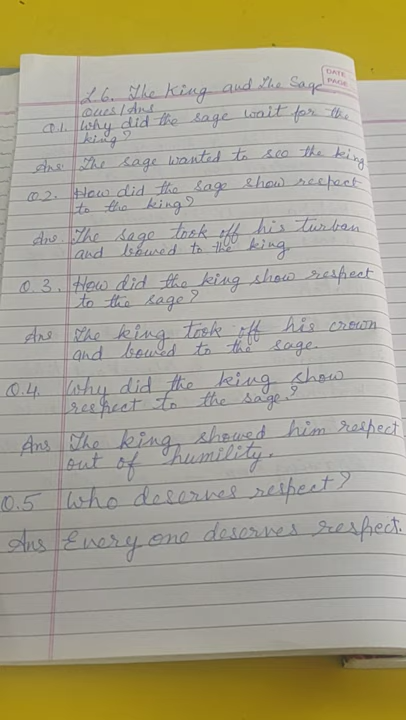 DATE
PAGE
L6. The King and The Sage
Ques/Ans
Q.1. Why did the sage wait for the
king?
Ans The sage wanted to see the king
Q.2. How did the sage show respect
to the king?
Ans The sage took off his turban
and bowed to the king.
Q.3. How did the king show respect
to the sage?
Ans The king took off his crown
and bowed to the sage.
Q.4. Why did the king show
respect to the sage?
Ans The king showed him respect
out of humility.
Q.5 Who deserves respect?
Ans Every one deserves respect.